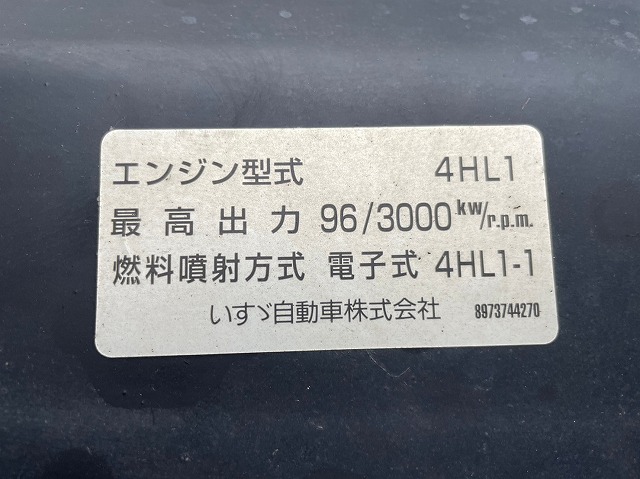 エンジン型式 4HL1
最高出力 96/3000 kw/r.p.m.
燃料噴射方式 電子式 4HL1-1
いすゞ自動車株式会社 8973744270